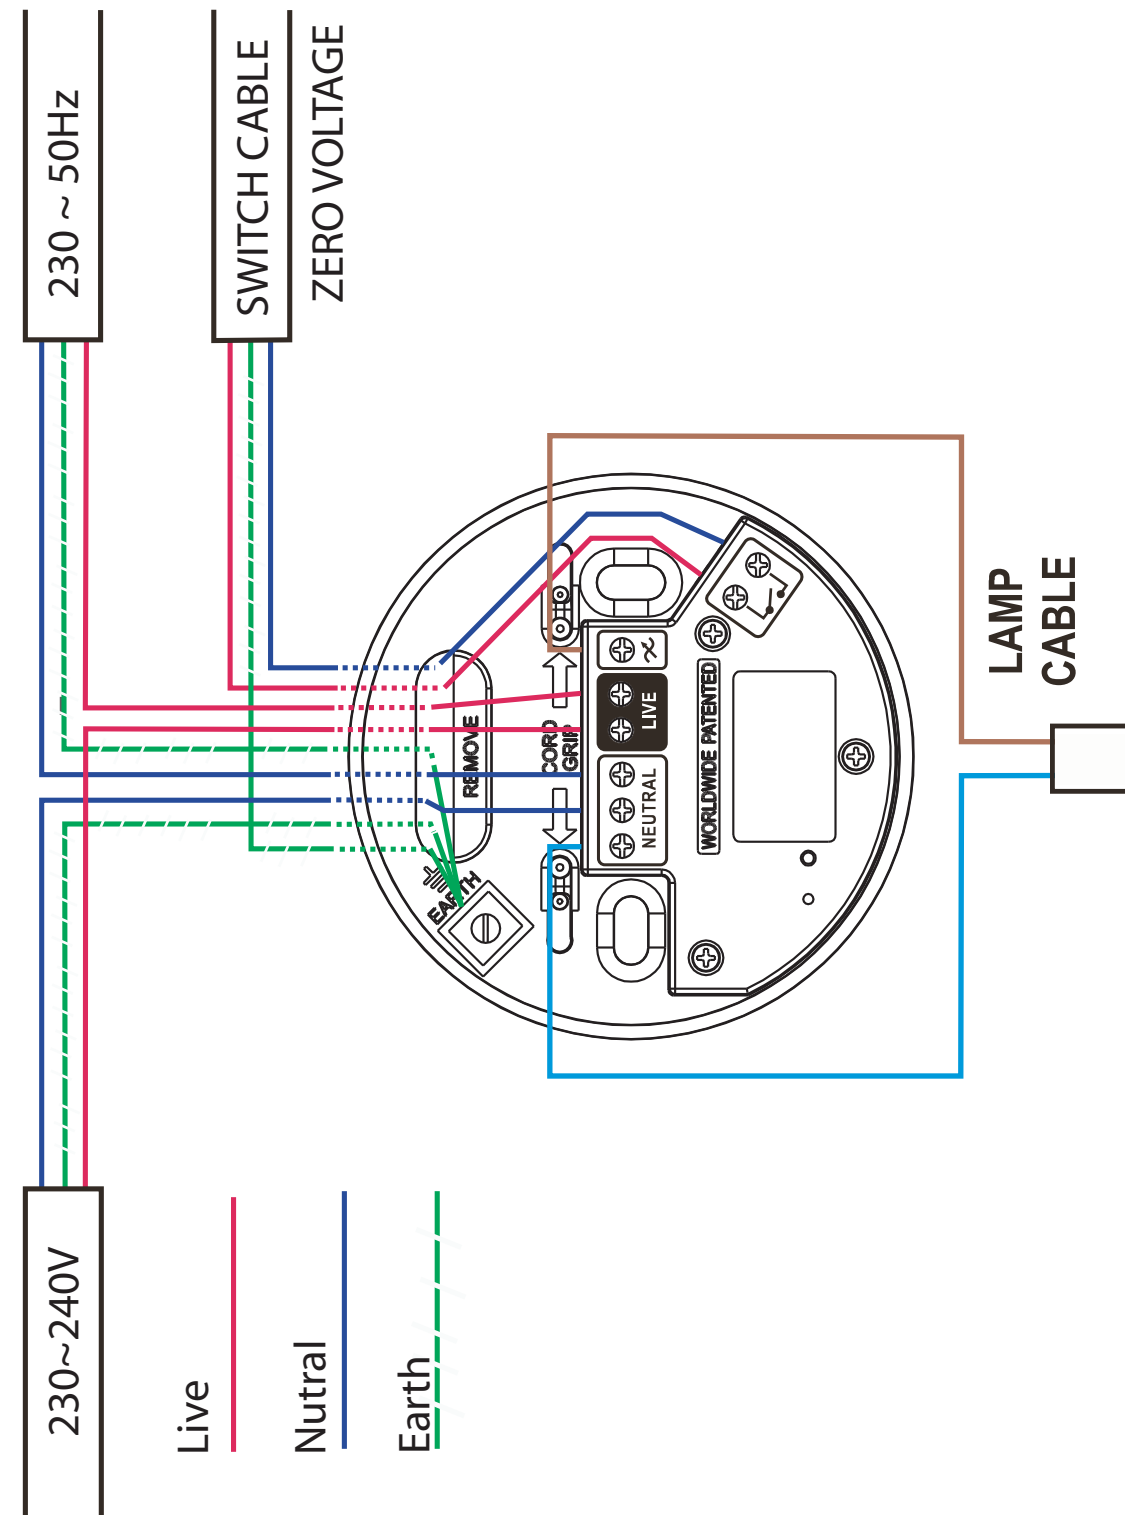 230 ~ 50Hz
SWITCH CABLE
ZERO VOLTAGE
REMOVE
CORD
GRIP
EARTH
LIVE
NEUTRAL
WORLDWIDE PATENTED
LAMP
CABLE
230~240V
Live
Nutral
Earth